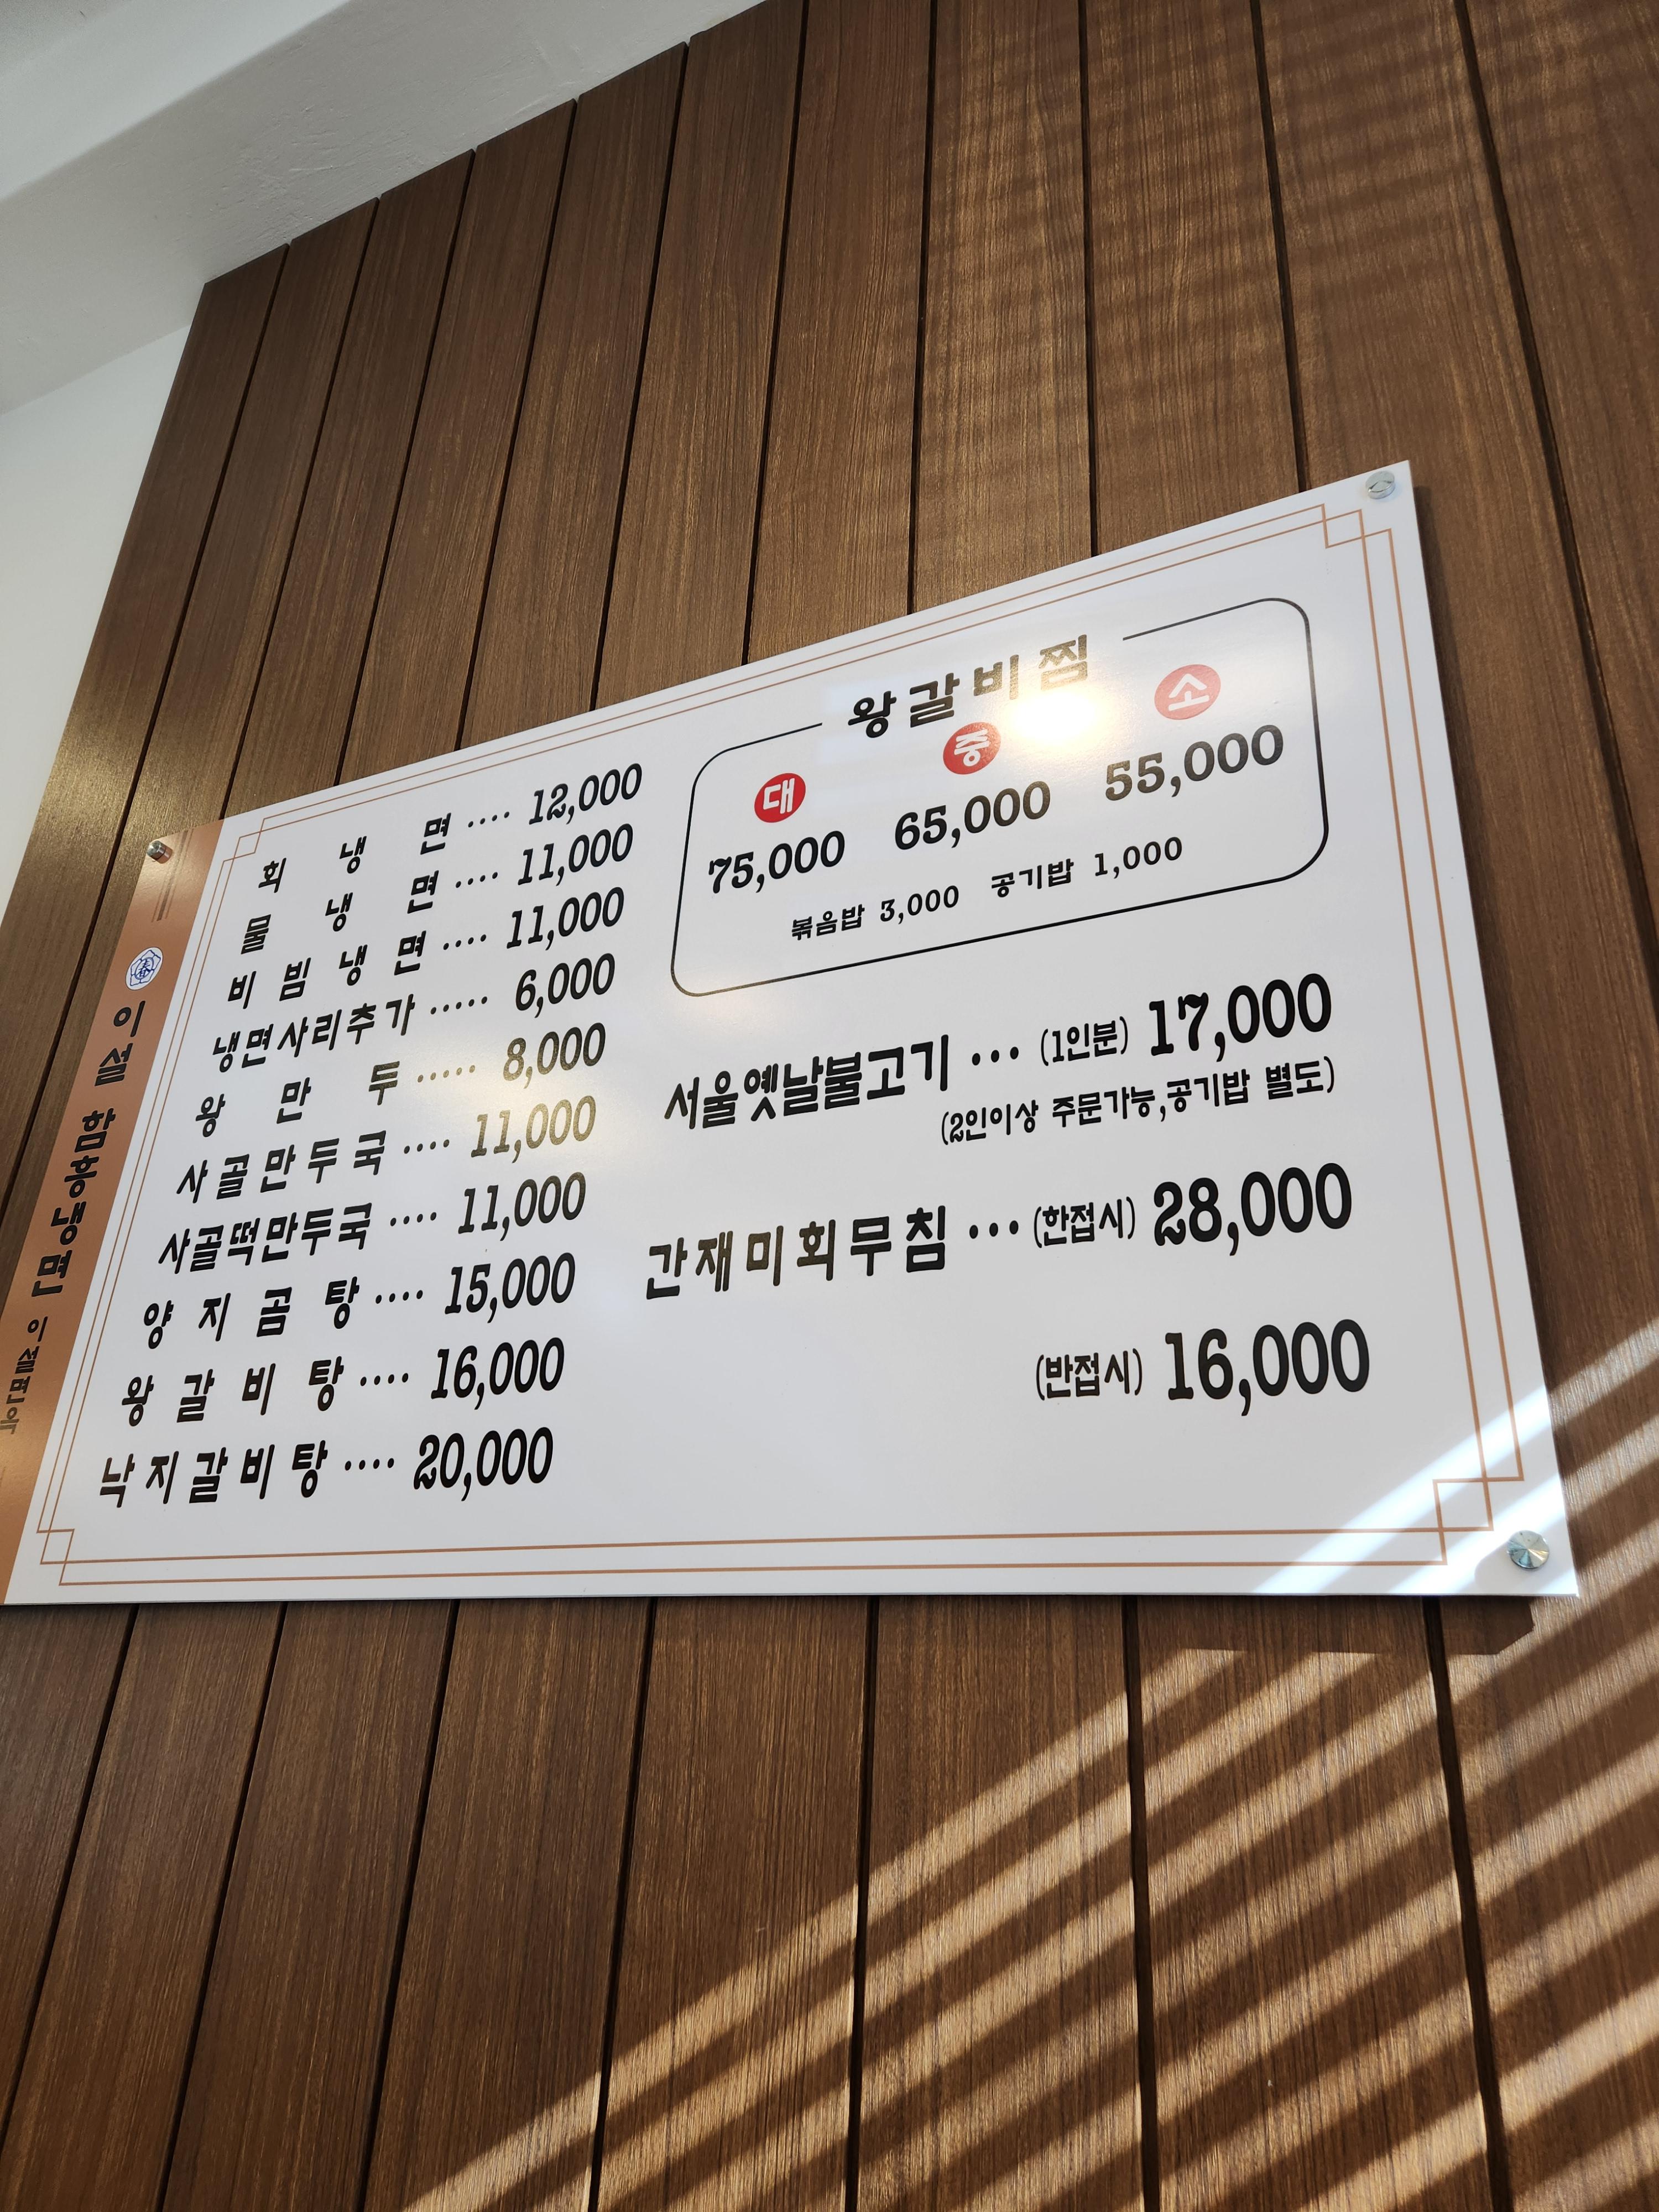 이설 함흥냉면
회냉면 ···· 12,000
물냉면 ···· 11,000
비빔냉면 ···· 11,000
냉면사리추가 ····· 6,000
왕만두 ····· 8,000
사골만두국 ···· 11,000
사골떡만두국 ···· 11,000
양지곰탕 ···· 15,000
왕갈비탕 ···· 16,000
낙지갈비탕 ···· 20,000
왕갈비찜
대 중 소
75,000 65,000 55,000
볶음밥 3,000 공기밥 1,000
서울옛날불고기 ··· (1인분) 17,000
(2인이상 주문가능,공기밥 별도)
간재미회무침 ··· (한접시) 28,000
(반접시) 16,000